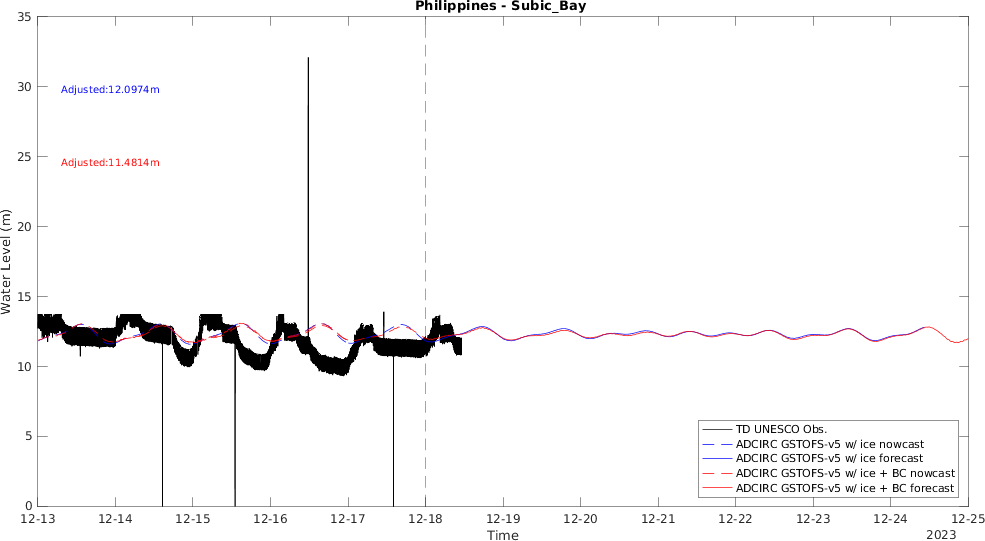 Philippines - Subic_Bay
35
30
25
20
15
10
5
0
Water Level (m)
Adjusted:12.0974m
Adjusted:11.4814m
TD UNESCO Obs.
ADCIRC GSTOFS-v5 w/ ice nowcast
ADCIRC GSTOFS-v5 w/ ice forecast
ADCIRC GSTOFS-v5 w/ ice + BC nowcast
ADCIRC GSTOFS-v5 w/ ice + BC forecast
12-13 12-14 12-15 12-16 12-17 12-18 12-19 12-20 12-21 12-22 12-23 12-24 12-25
Time
2023